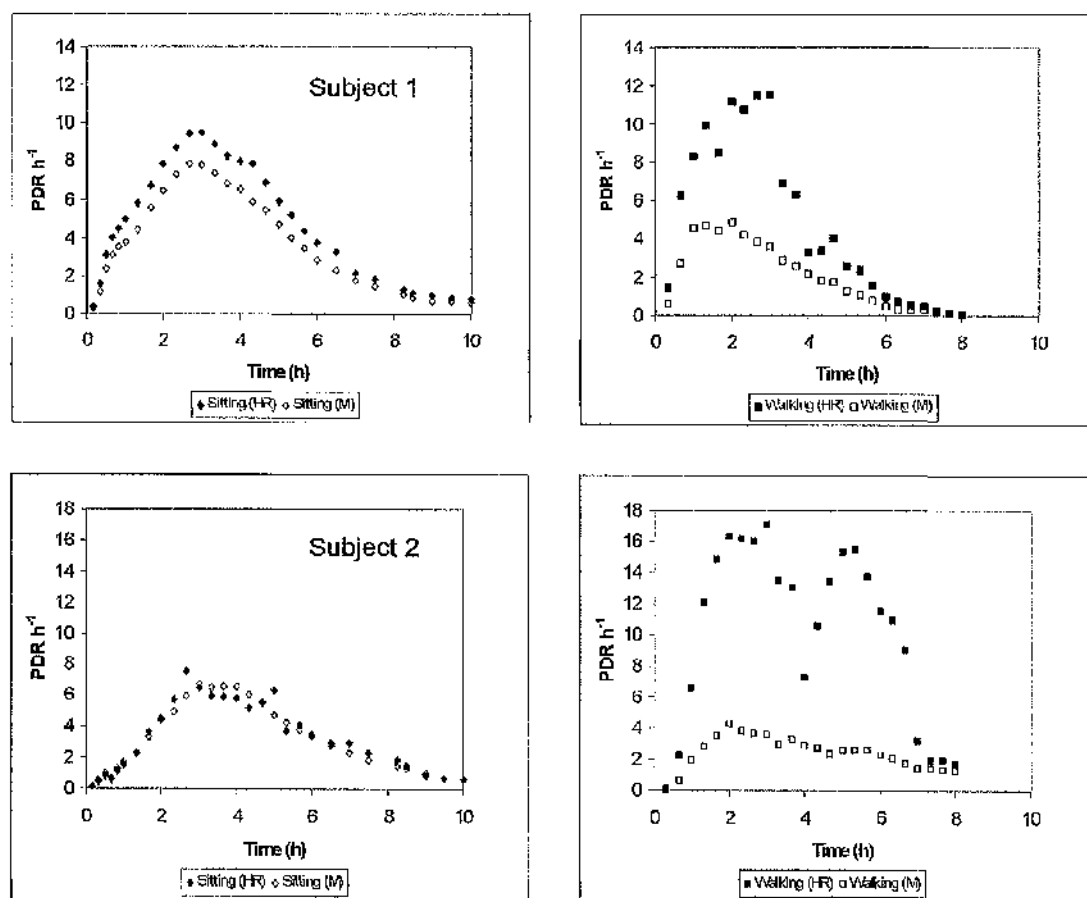 14
12
10
8
6
4
2
0
PDR h⁻¹
Subject 1
0 2 4 6 8 10
Time (h)
Sitting (HR) Sitting (M)
14
12
10
8
6
4
2
0
PDR h⁻¹
0 2 4 6 8 10
Time (h)
Walking (HR) Walking (M)
18
16
14
12
10
8
6
4
2
0
PDR h⁻¹
Subject 2
0 2 4 6 8 10
Time (h)
Sitting (HR) Sitting (M)
18
16
14
12
10
8
6
4
2
0
PDR h⁻¹
0 2 4 6 8 10
Time (h)
Walking (HR) Walking (M)